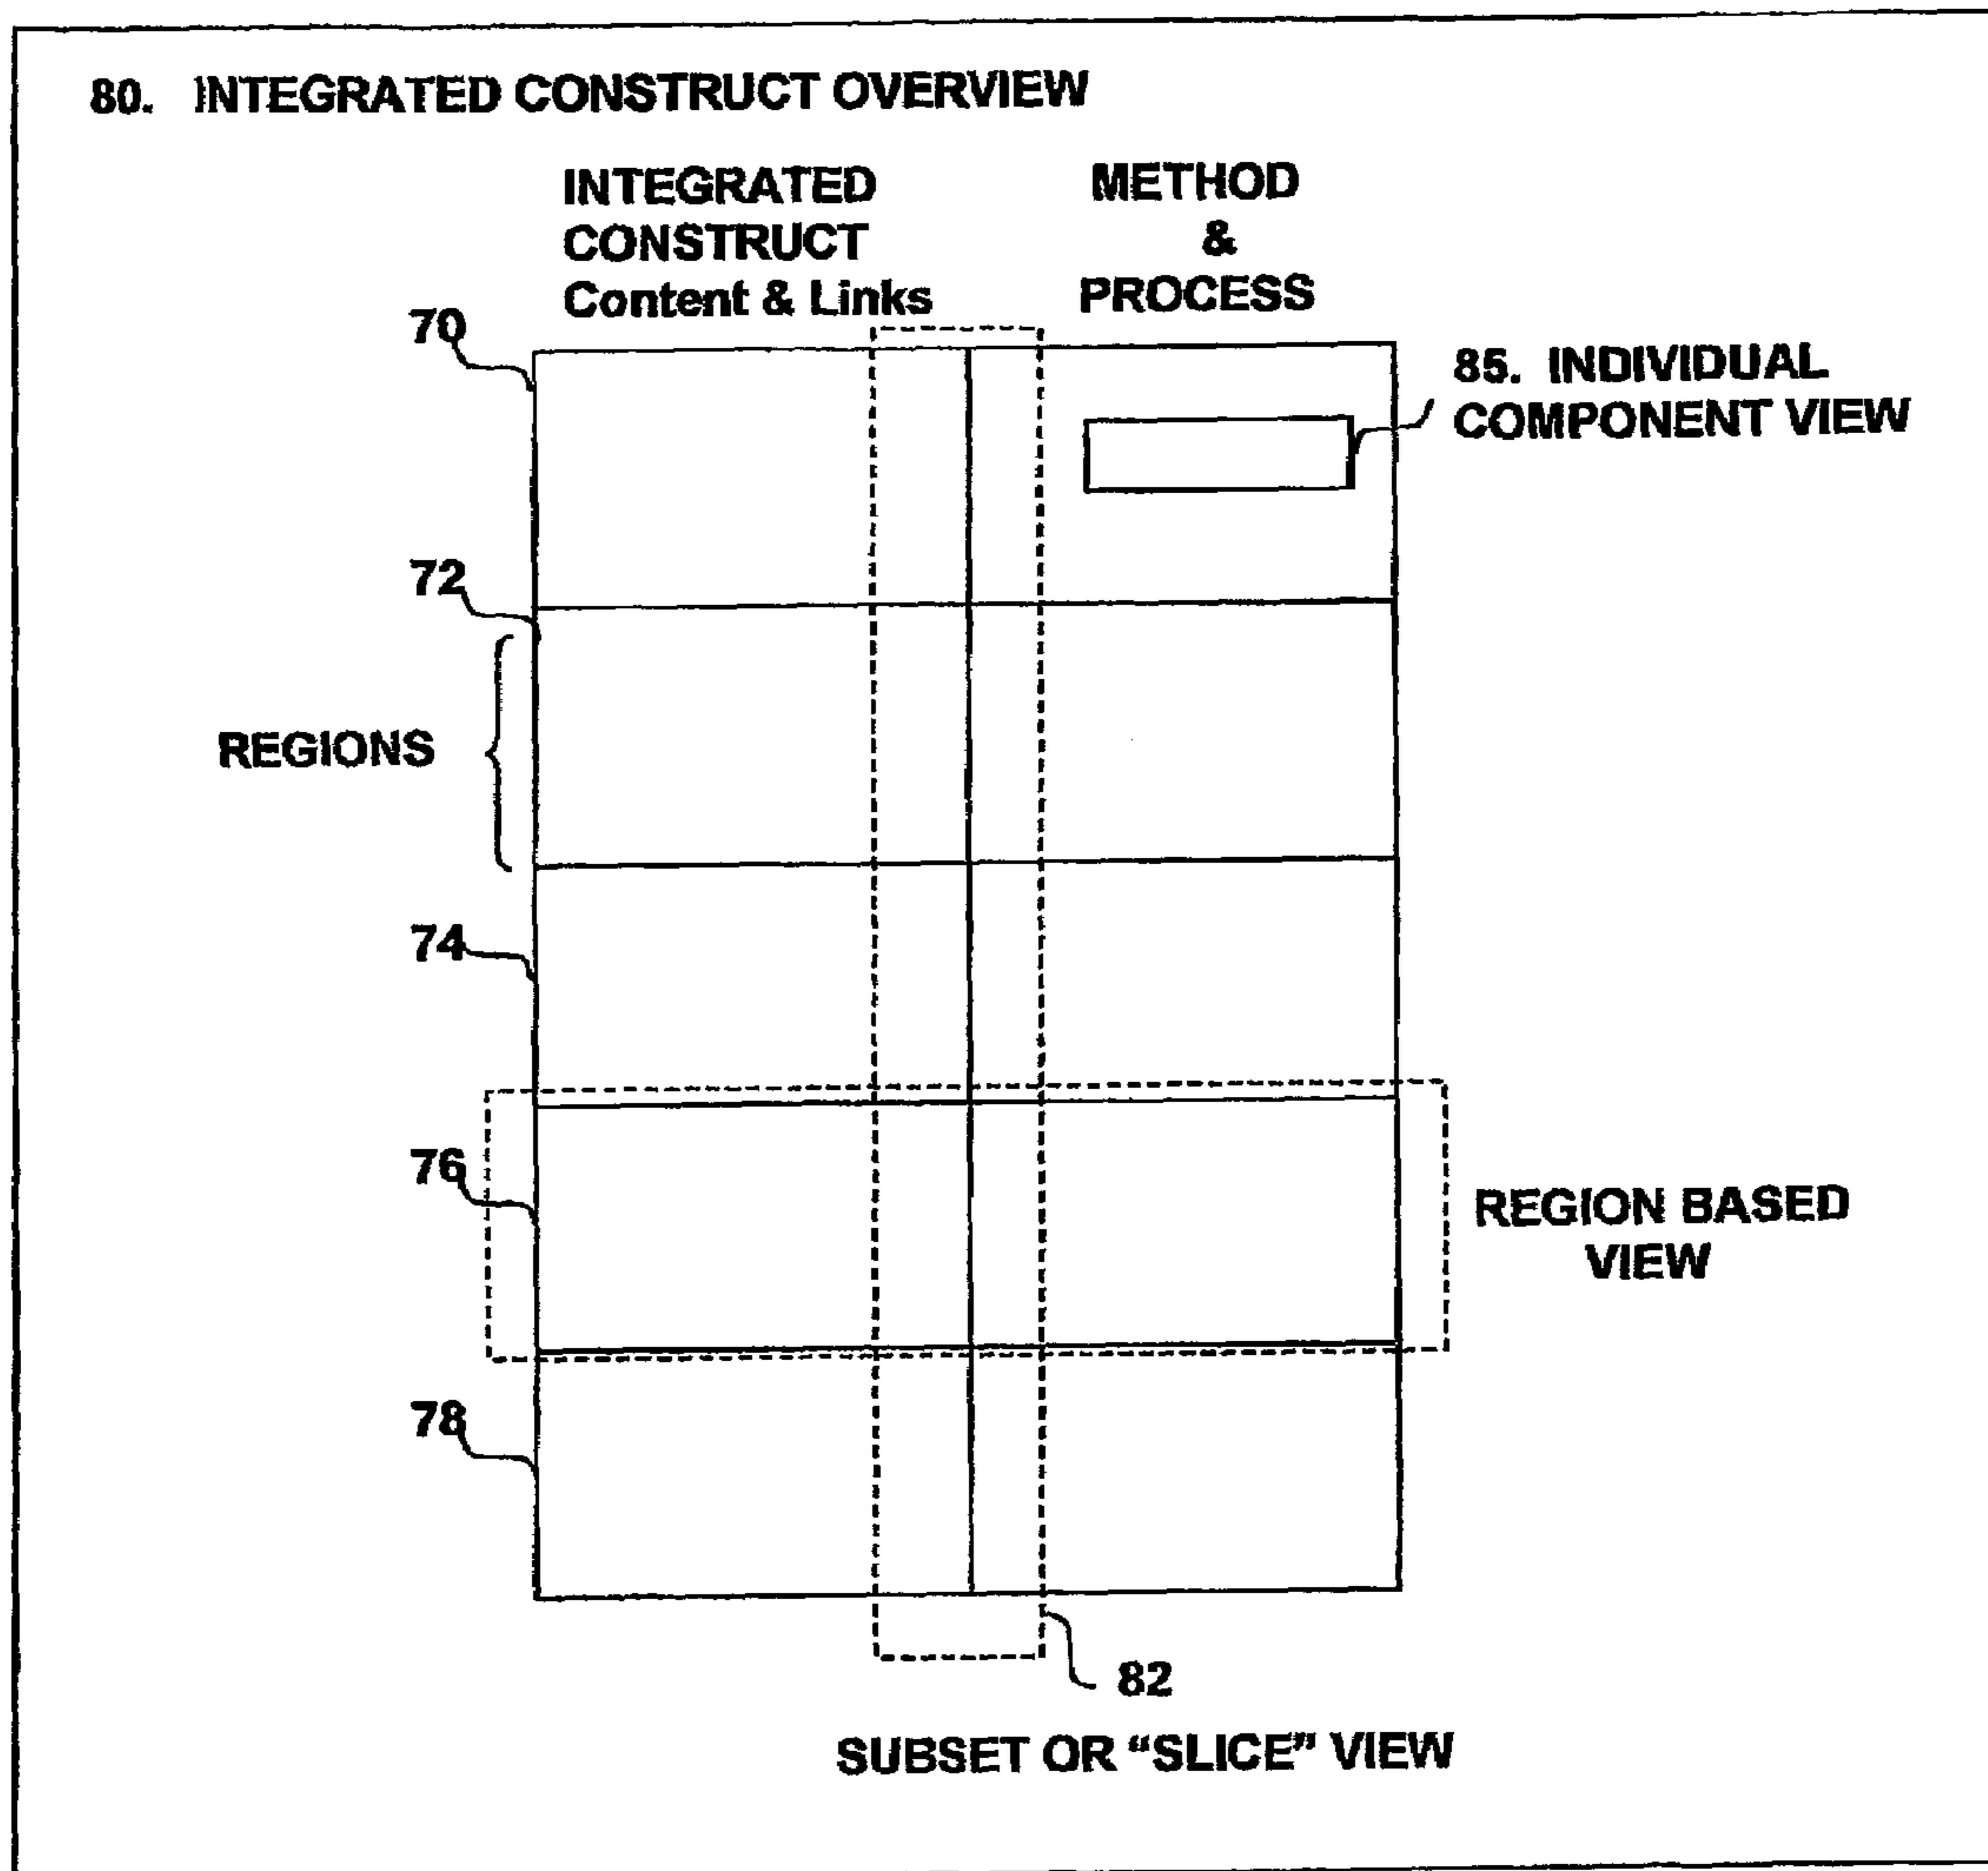 80. INTEGRATED CONSTRUCT OVERVIEW
INTEGRATED
CONSTRUCT
Content & Links
METHOD
&
PROCESS
70
85. INDIVIDUAL
COMPONENT VIEW
72
REGIONS
74
76
REGION BASED
VIEW
78
82
SUBSET OR “SLICE” VIEW